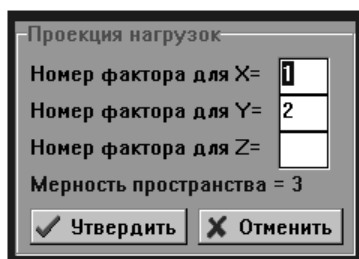 Проекция нагрузок
Номер фактора для X= 1
Номер фактора для Y= 2
Номер фактора для Z=
Мерность пространства = 3
Утвердить Отменить